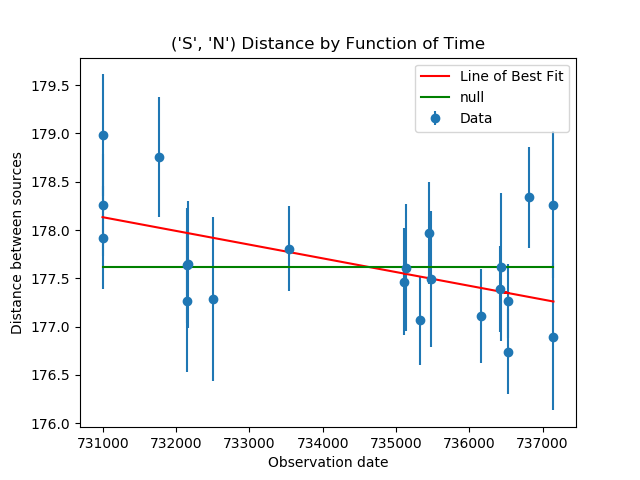 ('S', 'N') Distance by Function of Time
Line of Best Fit
null
Data
Distance between sources
179.5
179.0
178.5
178.0
177.5
177.0
176.5
176.0
731000 732000 733000 734000 735000 736000 737000
Observation date